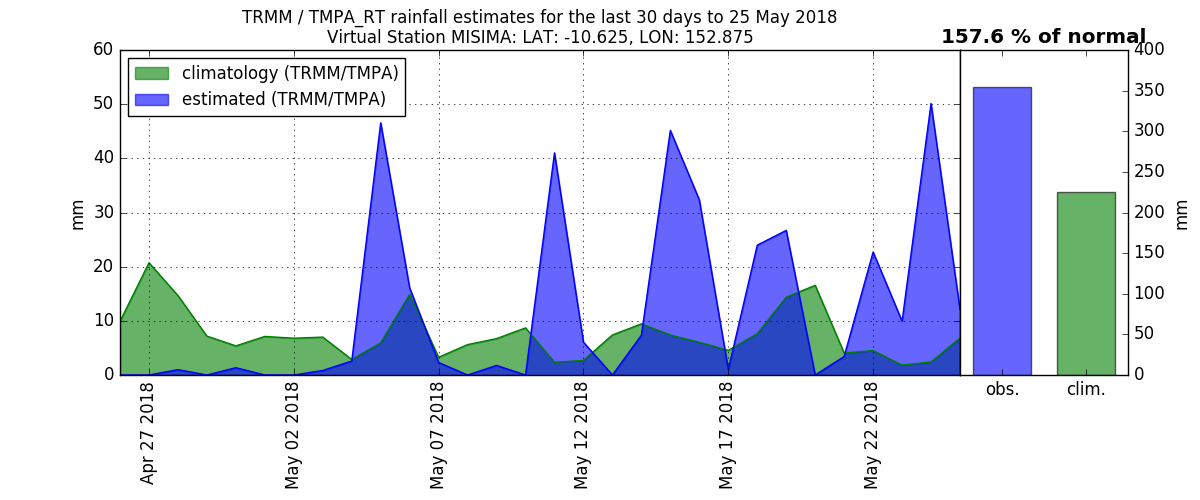 TRMM / TMPA_RT rainfall estimates for the last 30 days to 25 May 2018
Virtual Station MISIMA: LAT: -10.625, LON: 152.875
157.6 % of normal
climatology (TRMM/TMPA)
estimated (TRMM/TMPA)
60
50
40
30
20
10
0
mm
Apr 27 2018
May 02 2018
May 07 2018
May 12 2018
May 17 2018
May 22 2018
obs.
clim.
400
350
300
250
200
150
100
50
0
mm